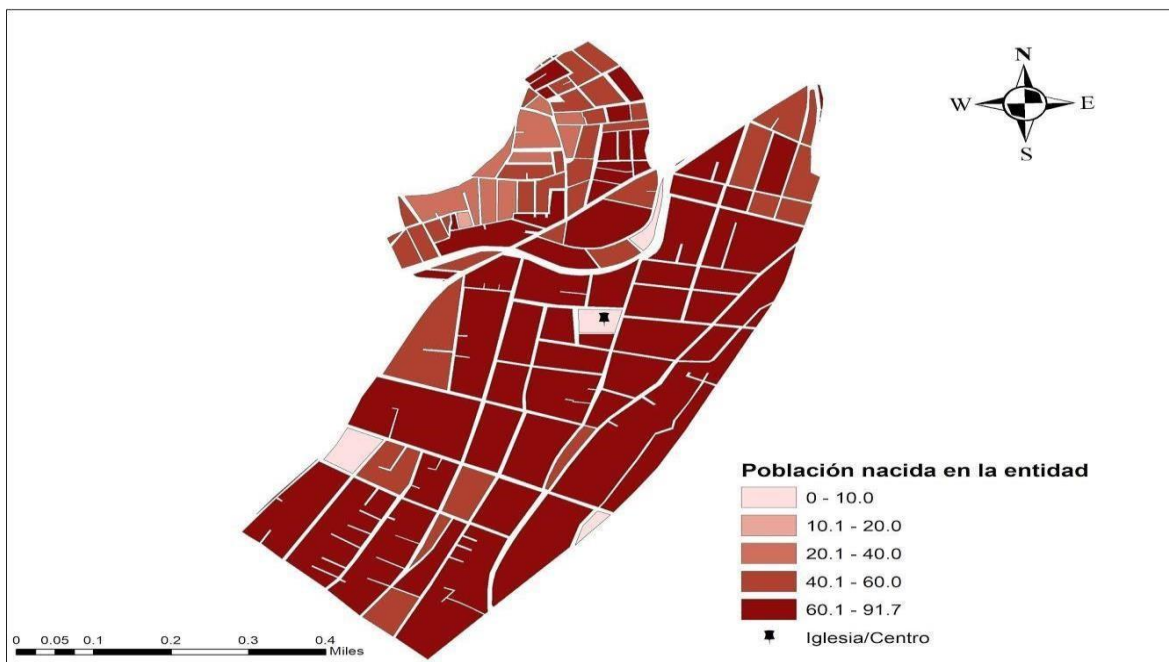 N
W E
S
Población nacida en la entidad
0 - 10.0
10.1 - 20.0
20.1 - 40.0
40.1 - 60.0
60.1 - 91.7
Iglesia/Centro
0 0.05 0.1 0.2 0.3 0.4
Miles